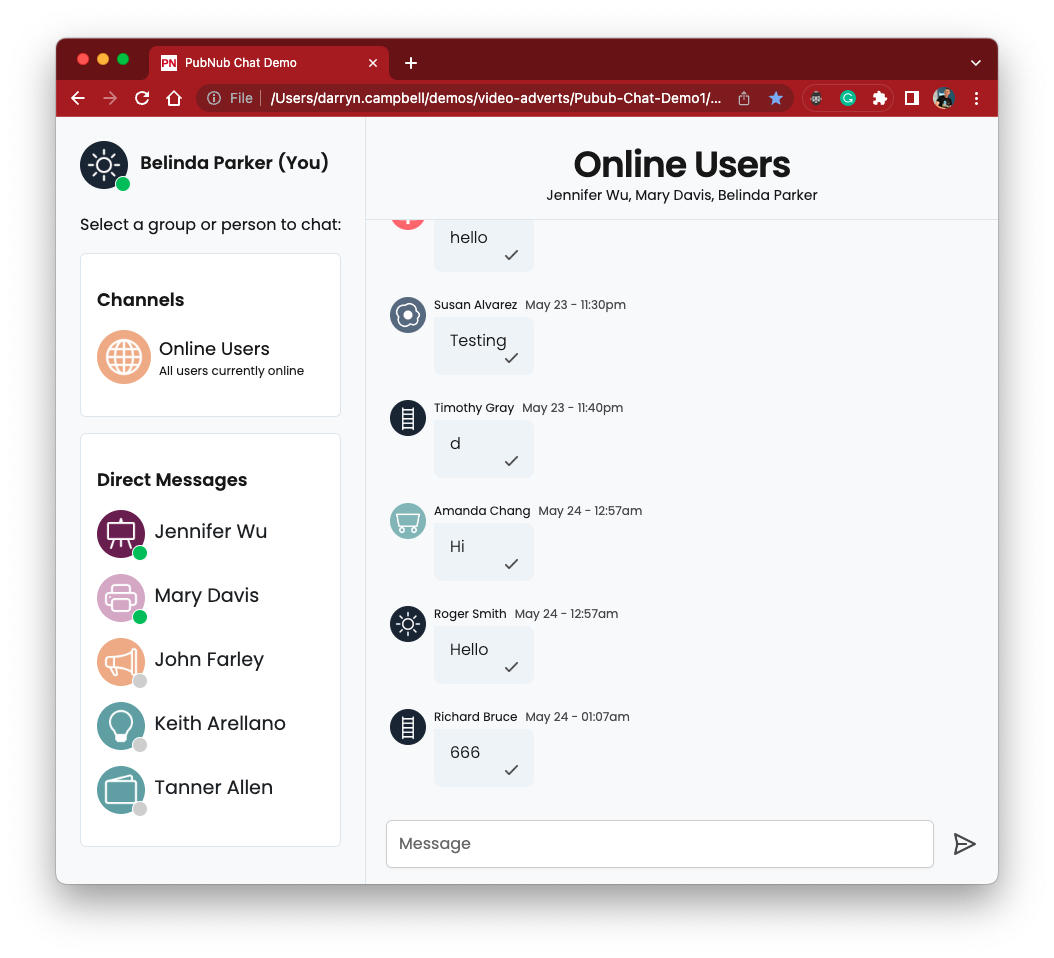 PN PubNub Chat Demo
File /Users/darryn.campbell/demos/video-adverts/Pubub-Chat-Demo1/...
Belinda Parker (You)
Select a group or person to chat:
Channels
Online Users
All users currently online
Direct Messages
Jennifer Wu
Mary Davis
John Farley
Keith Arellano
Tanner Allen
Online Users
Jennifer Wu, Mary Davis, Belinda Parker
hello
Susan Alvarez May 23 - 11:30pm
Testing
Timothy Gray May 23 - 11:40pm
d
Amanda Chang May 24 - 12:57am
Hi
Roger Smith May 24 - 12:57am
Hello
Richard Bruce May 24 - 01:07am
666
Message